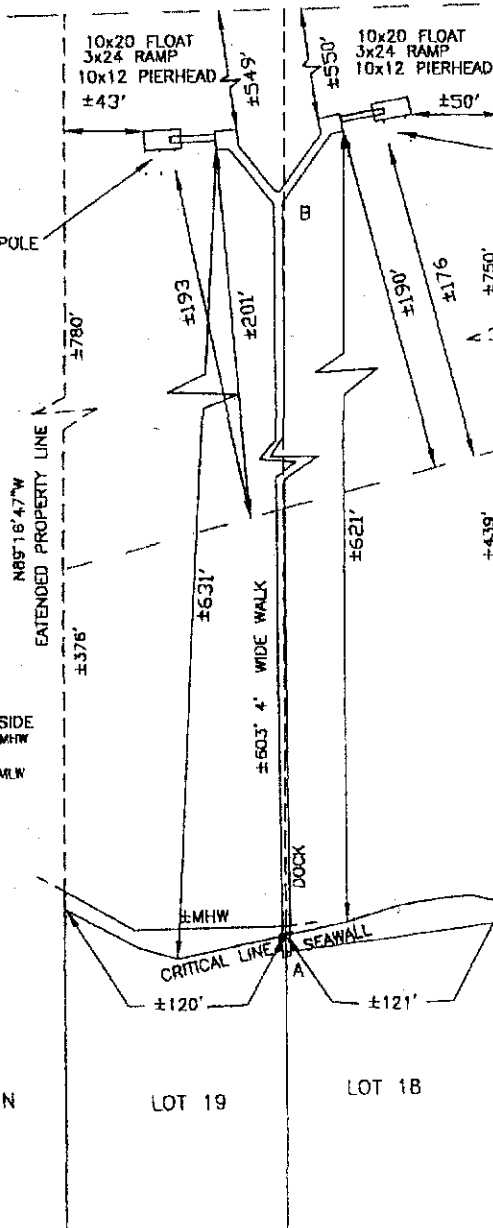 10x20 FLOAT
3x24 RAMP
10x12 PIERHEAD
±43'
±549'
±550'
10x20 FLOAT
3x24 RAMP
10x12 PIERHEAD
±50'
POLE
B
±193
±201'
±190'
±176
±750'
±780'
N89°16'47"W
EATENDED PROPERTY LINE
±376'
±631'
±603' 4' WIDE WALK
±621'
±439'
SIDE
MHW
MLW
DOCK
±MHW
CRITICAL LINE
SEAWALL
A
±120'
±121'
N
LOT 19
LOT 18